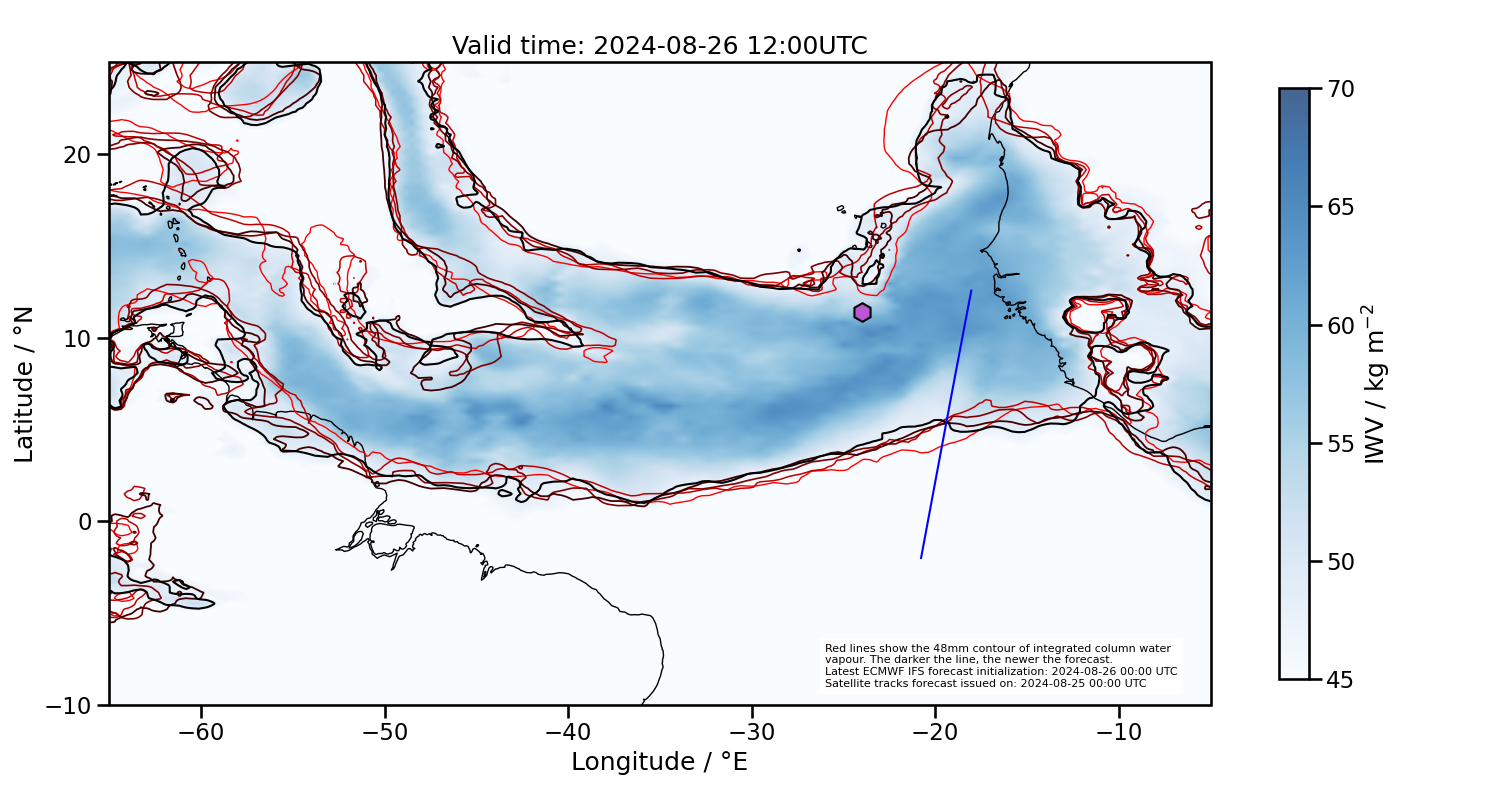 Valid time: 2024-08-26 12:00UTC
20
10
0
−10
Latitude / °N
−60
−50
−40
−30
−20
−10
Longitude / °E
Red lines show the 48mm contour of integrated column water
vapour. The darker the line, the newer the forecast.
Latest ECMWF IFS forecast initialization: 2024-08-26 00:00 UTC
Satellite tracks forecast issued on: 2024-08-25 00:00 UTC
70
65
60
55
50
45
IWV / kg m⁻²